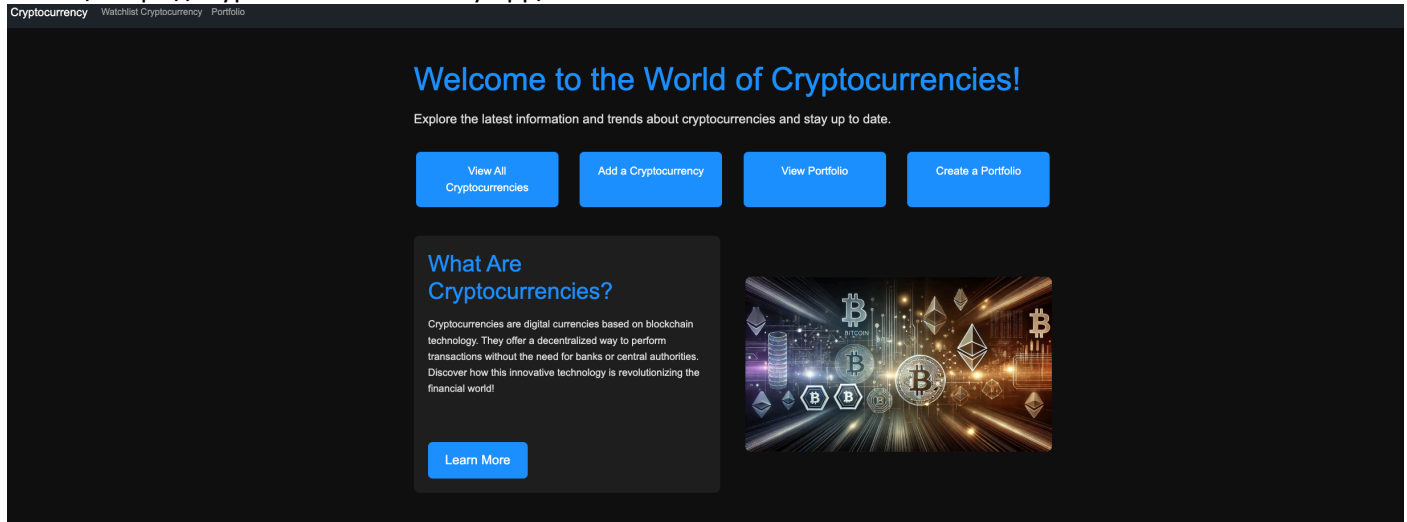 Cryptocurrency Watchlist Cryptocurrency Portfolio
Welcome to the World of Cryptocurrencies!
Explore the latest information and trends about cryptocurrencies and stay up to date.
View All
Cryptocurrencies
Add a Cryptocurrency
View Portfolio
Create a Portfolio
What Are
Cryptocurrencies?
Cryptocurrencies are digital currencies based on blockchain
technology. They offer a decentralized way to perform
transactions without the need for banks or central authorities.
Discover how this innovative technology is revolutionizing the
financial world!
Learn More
BITCOIN